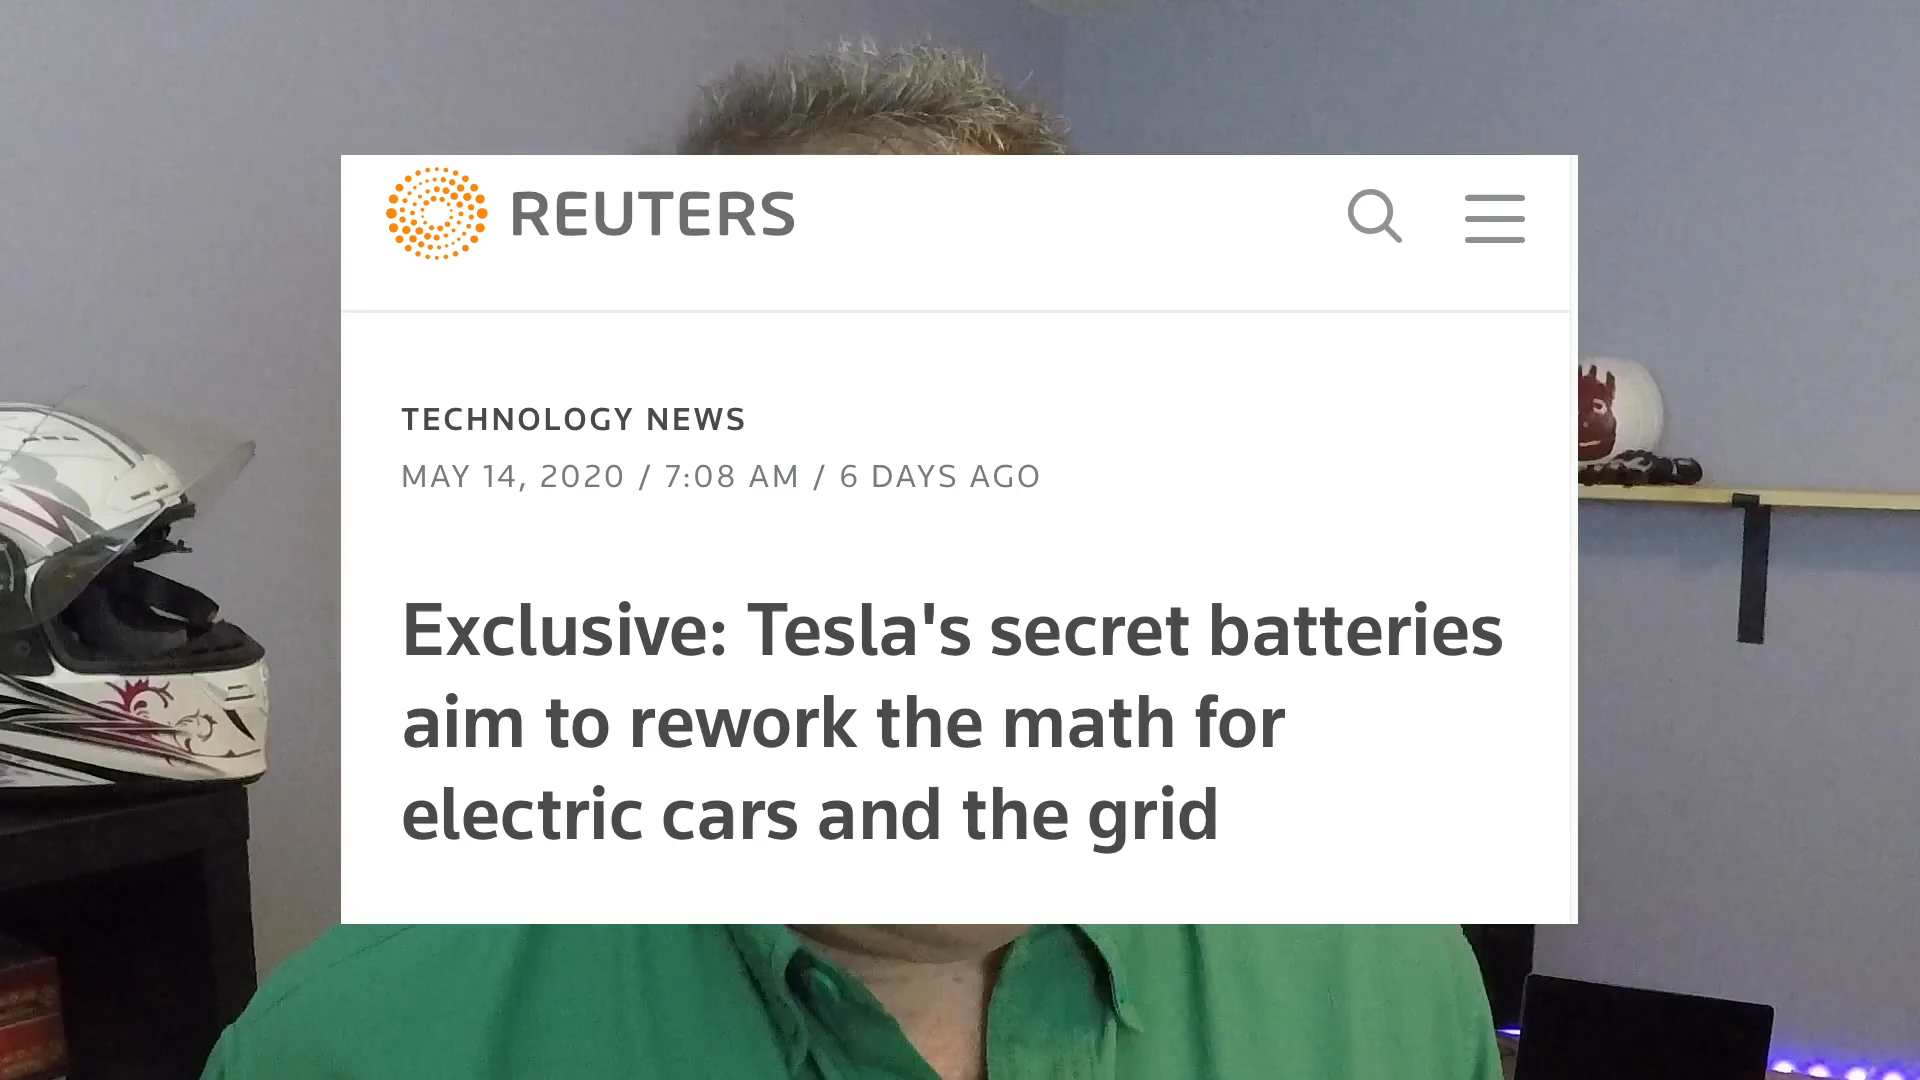 REUTERS
TECHNOLOGY NEWS
MAY 14, 2020 / 7:08 AM / 6 DAYS AGO
Exclusive: Tesla's secret batteries
aim to rework the math for
electric cars and the grid